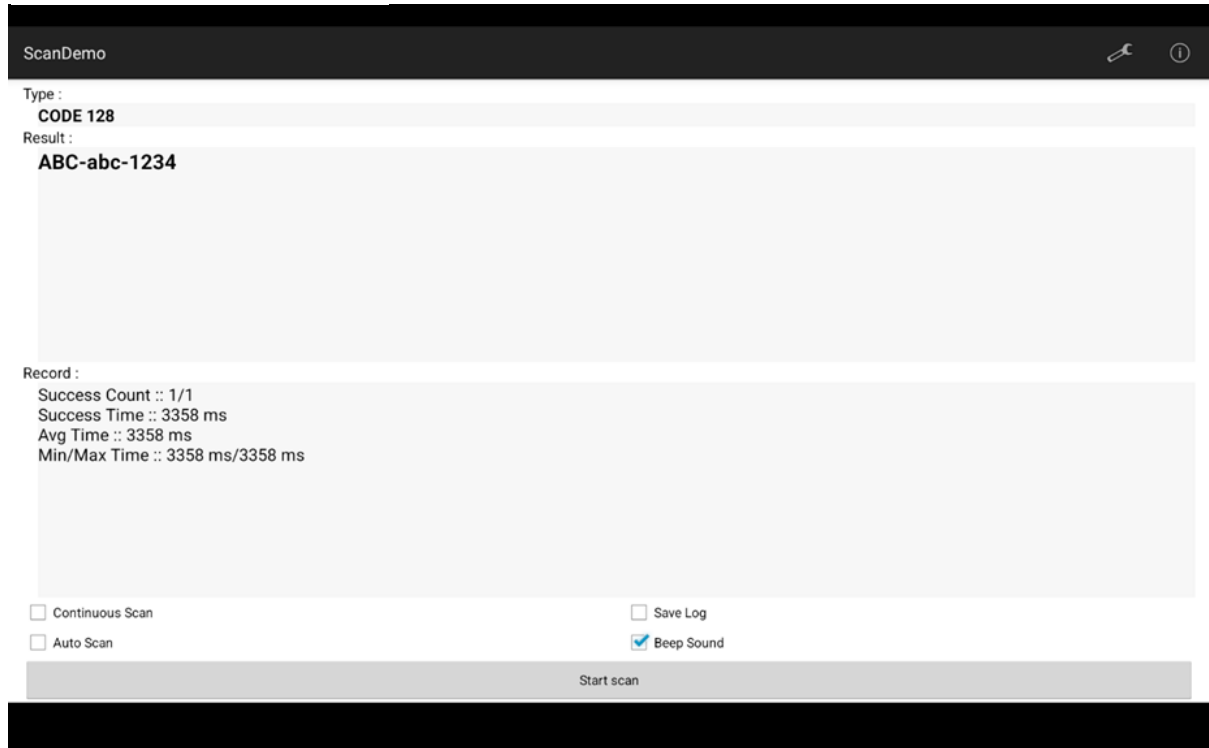 ScanDemo
Type :
CODE 128
Result :
ABC-abc-1234
Record :
Success Count :: 1/1
Success Time :: 3358 ms
Avg Time :: 3358 ms
Min/Max Time :: 3358 ms/3358 ms
Continuous Scan
Save Log
Auto Scan
Beep Sound
Start scan